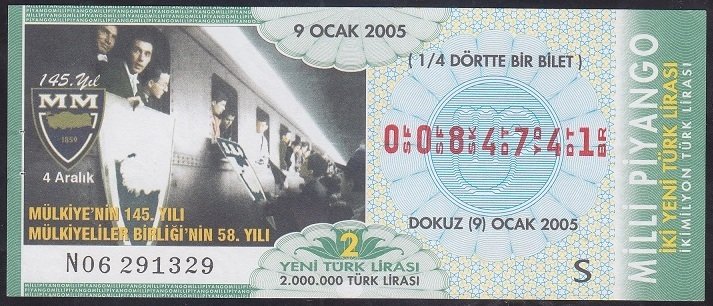 9 OCAK 2005
( 1/4 DÖRTTE BİR BİLET )
145. Yıl
MM
1859
4 Aralık
0 0 8 4 7 4 1
MÜLKİYE'NİN 145. YILI
MÜLKİYELİLER BİRLİĞİ'NİN 58. YILI
DOKUZ (9) OCAK 2005
N06 291329
2
YENİ TÜRK LİRASI
2.000.000 TÜRK LİRASI
S
MİLLİ PİYANGO
İKİ YENİ TÜRK LİRASI
İKİ MİLYON TÜRK LİRASI